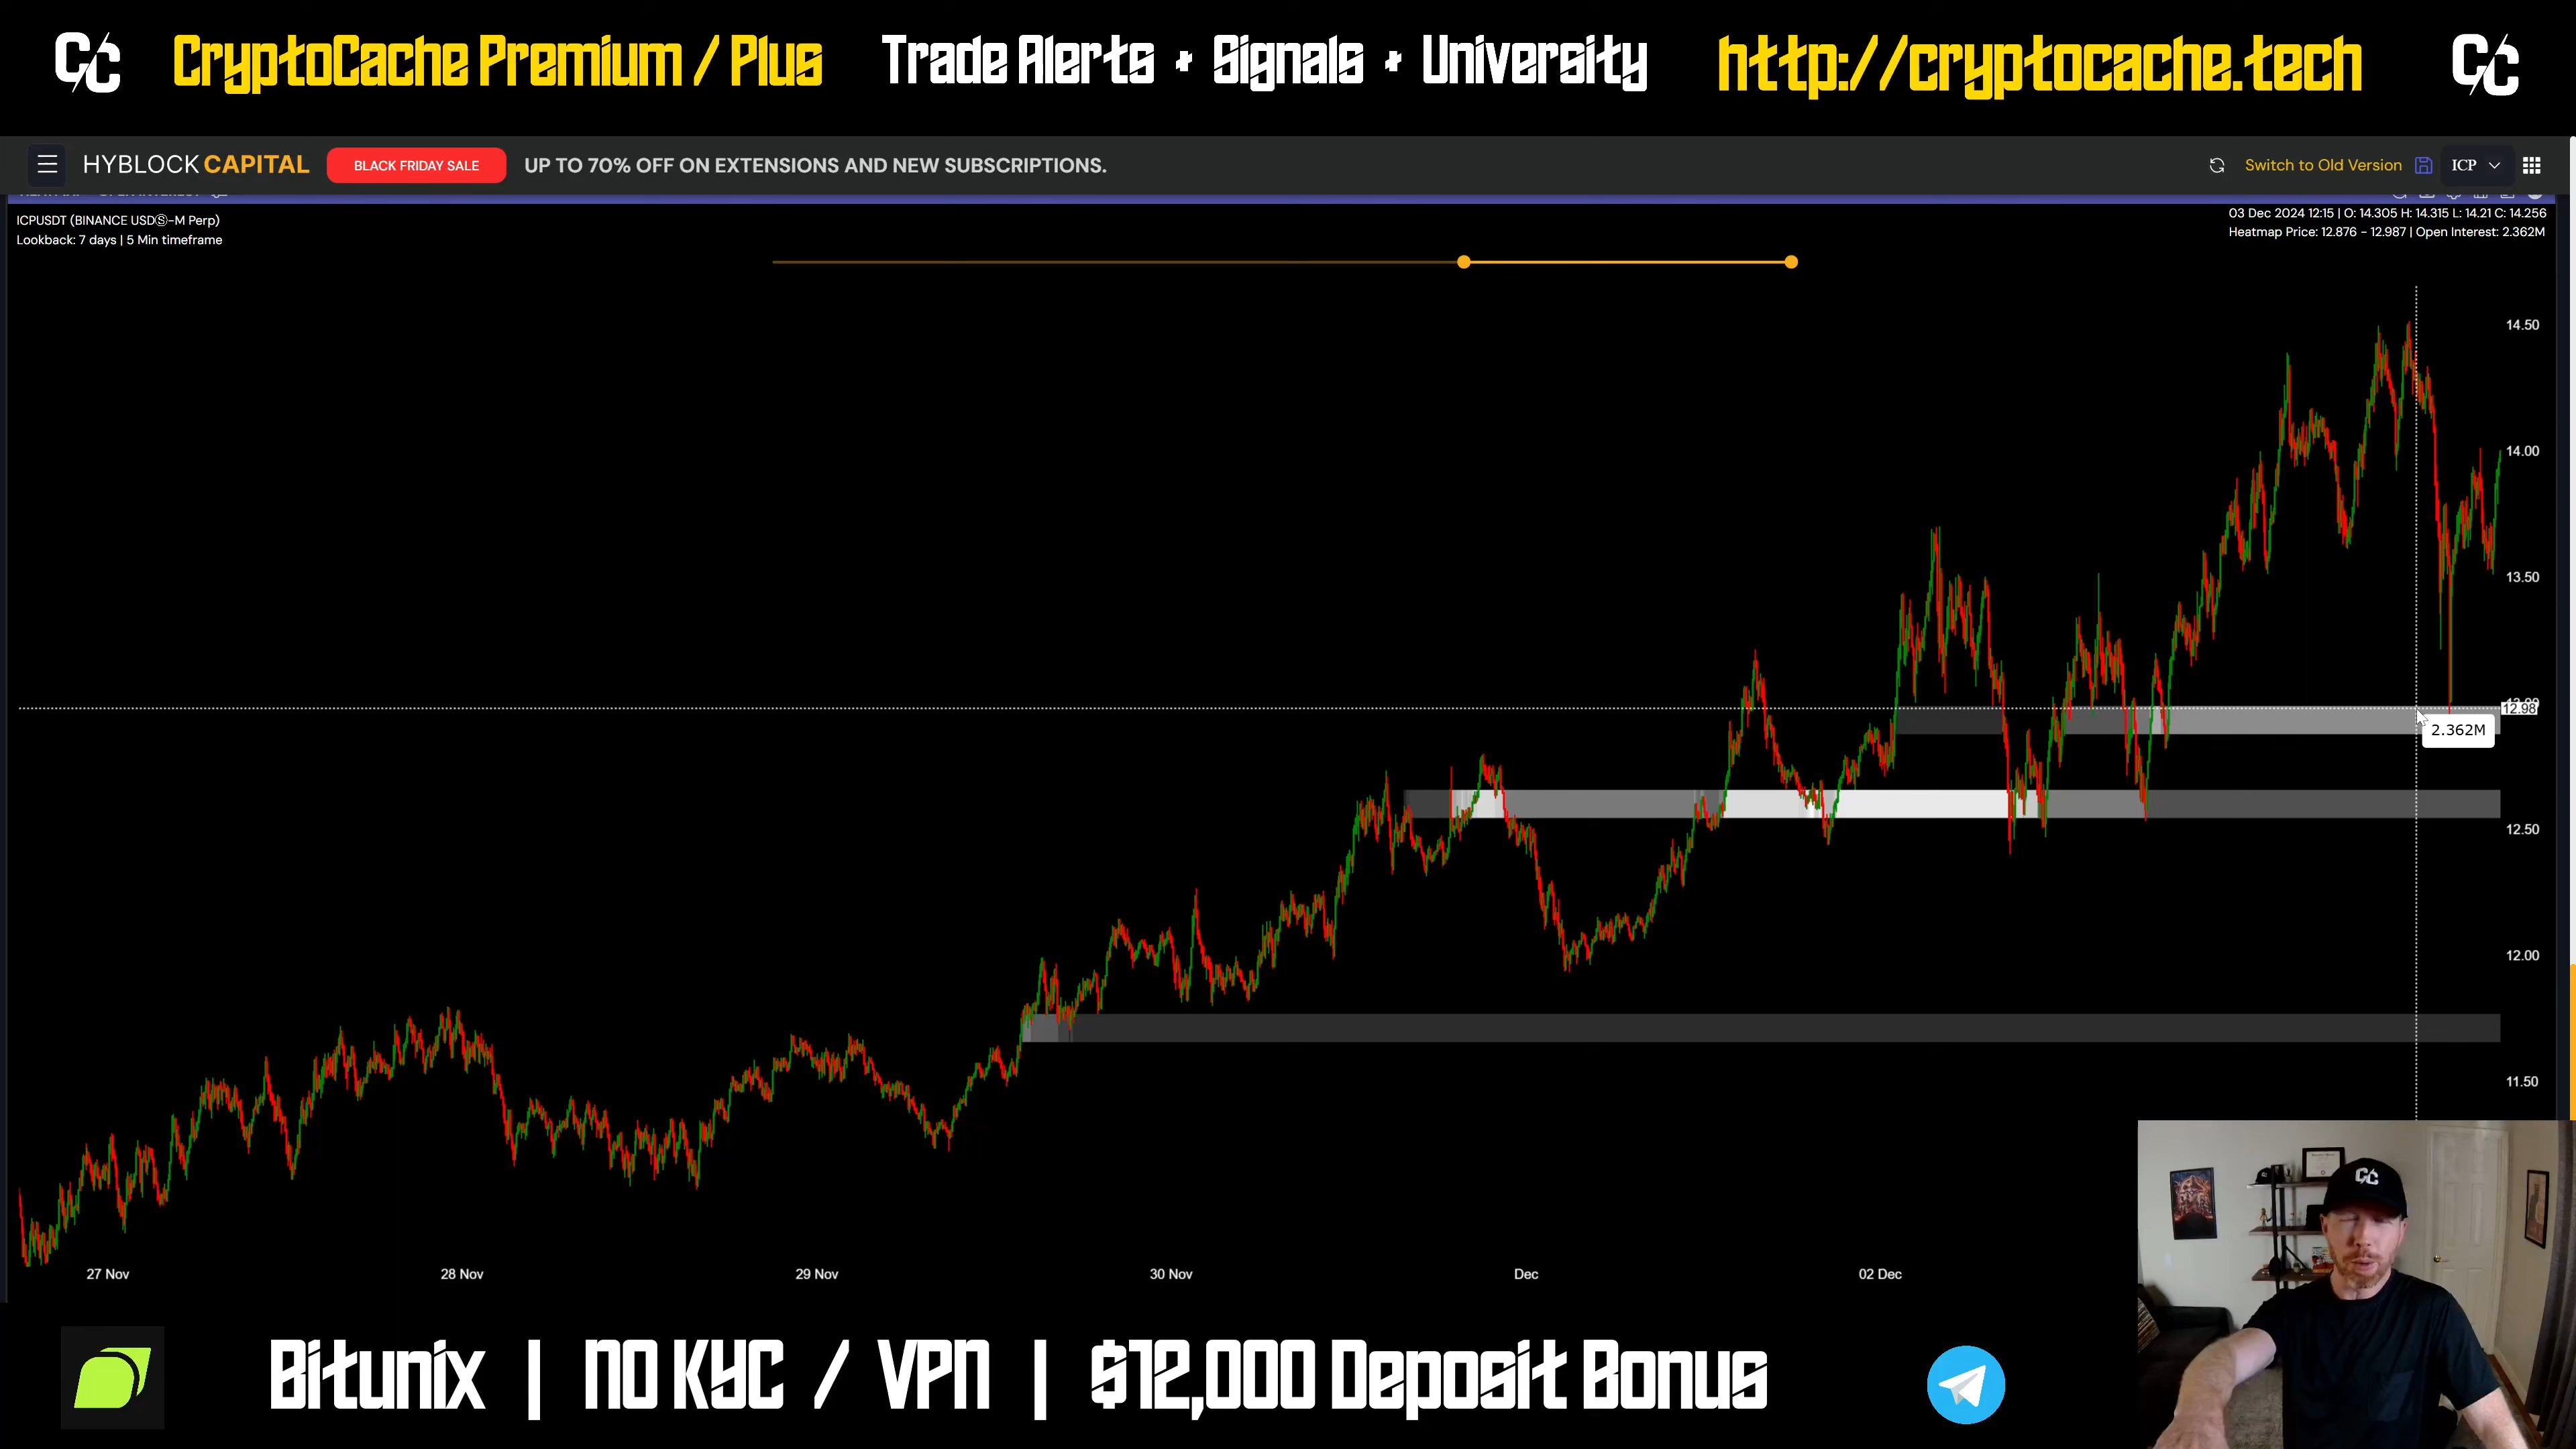 CC CryptoCache Premium / Plus Trade Alerts + Signals + University http://cryptocache.tech CC
HYBLOCK CAPITAL BLACK FRIDAY SALE UP TO 70% OFF ON EXTENSIONS AND NEW SUBSCRIPTIONS. Switch to Old Version ICP
ICPUSDT (BINANCE USDⓈ-M Perp) 03 Dec 2024 12:15 | O: 14.305 H: 14.315 L: 14.21 C: 14.256
Lookback: 7 days | 5 Min timeframe Heatmap Price: 12.876 - 12.987 | Open Interest: 2.362M
14.50
14.00
13.50
12.98
2.362M
12.50
12.00
11.50
CC
27 Nov 28 Nov 29 Nov 30 Nov Dec 02 Dec
Bitunix | NO KYC / VPN | $12,000 Deposit Bonus